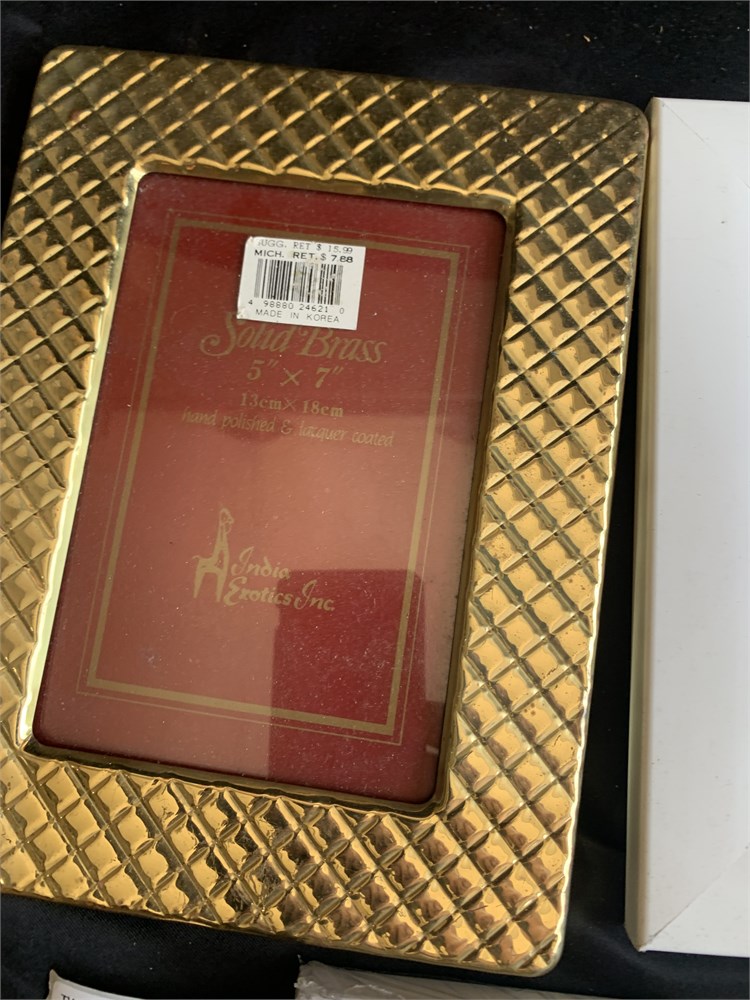 SUGG. RET $ 15.99
MICH. RET. $ 7.88
4 98880 24621 0
MADE IN KOREA
Solid Brass
5" × 7"
13cm × 18cm
hand polished & lacquer coated
India
Exotics Inc.